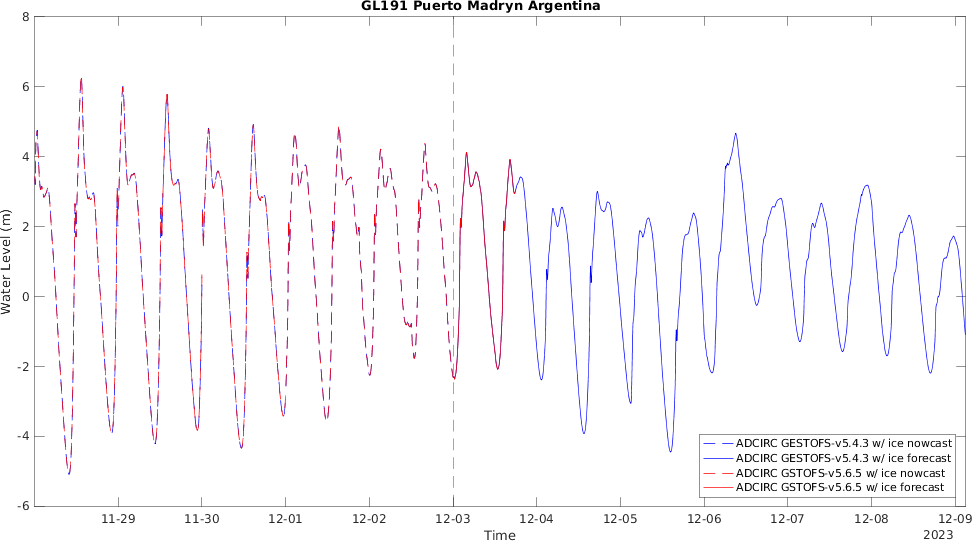 GL191 Puerto Madryn Argentina
8
6
4
2
0
-2
-4
-6
Water Level (m)
ADCIRC GESTOFS-v5.4.3 w/ ice nowcast
ADCIRC GESTOFS-v5.4.3 w/ ice forecast
ADCIRC GSTOFS-v5.6.5 w/ ice nowcast
ADCIRC GSTOFS-v5.6.5 w/ ice forecast
11-29 11-30 12-01 12-02 12-03 12-04 12-05 12-06 12-07 12-08 12-09
Time
2023